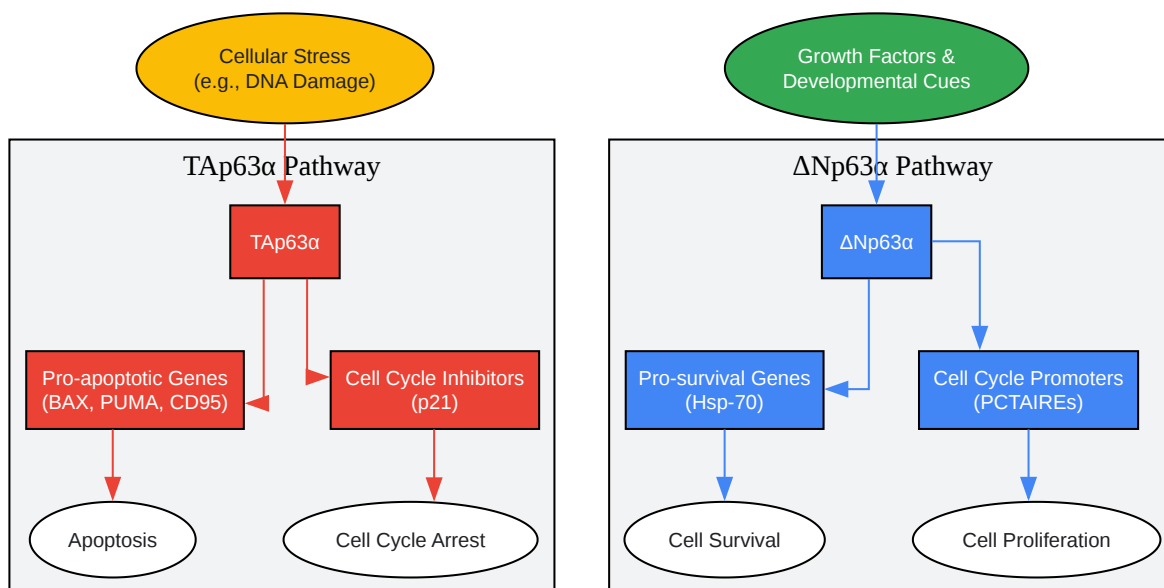 Cellular Stress
(e.g., DNA Damage)
Growth Factors &
Developmental Cues
TAp63α Pathway
ΔNp63α Pathway
TAp63α
ΔNp63α
Pro-apoptotic Genes
(BAX, PUMA, CD95)
Cell Cycle Inhibitors
(p21)
Pro-survival Genes
(Hsp-70)
Cell Cycle Promoters
(PCTAIREs)
Apoptosis
Cell Cycle Arrest
Cell Survival
Cell Proliferation